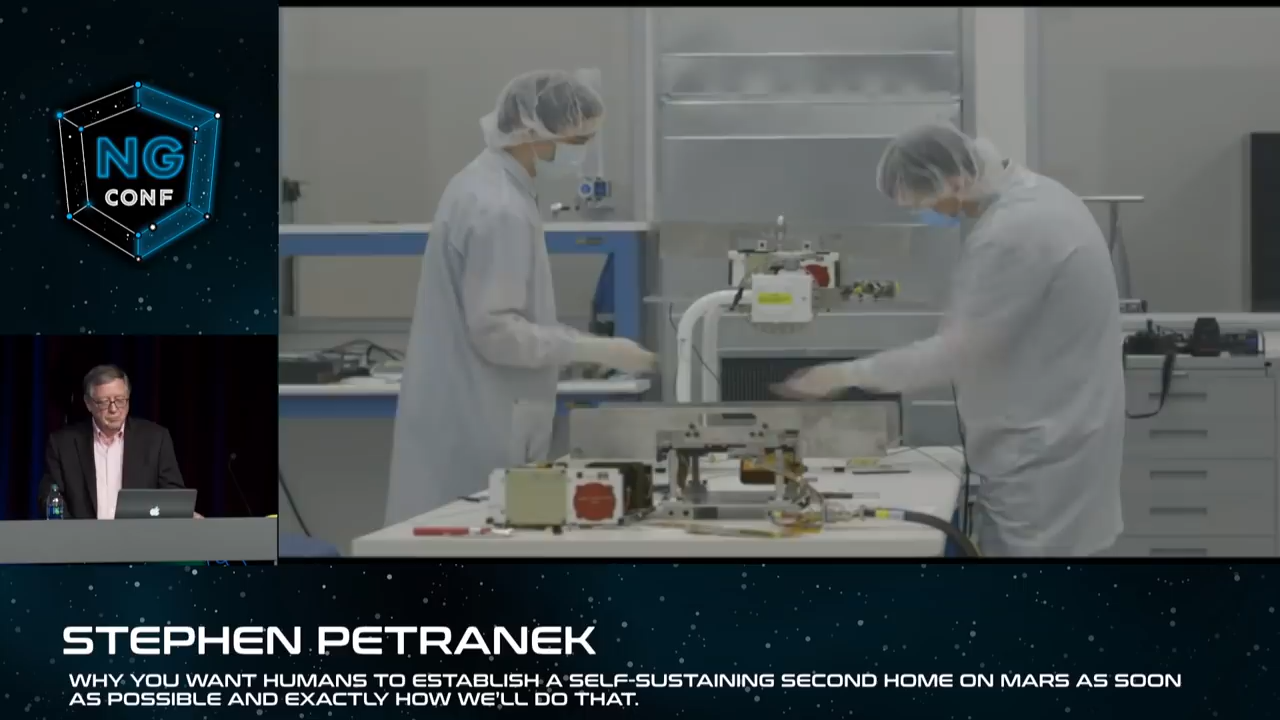 NG
CONF
STEPHEN PETRANEK
WHY YOU WANT HUMANS TO ESTABLISH A SELF-SUSTAINING SECOND HOME ON MARS AS SOON
AS POSSIBLE AND EXACTLY HOW WE'LL DO THAT.